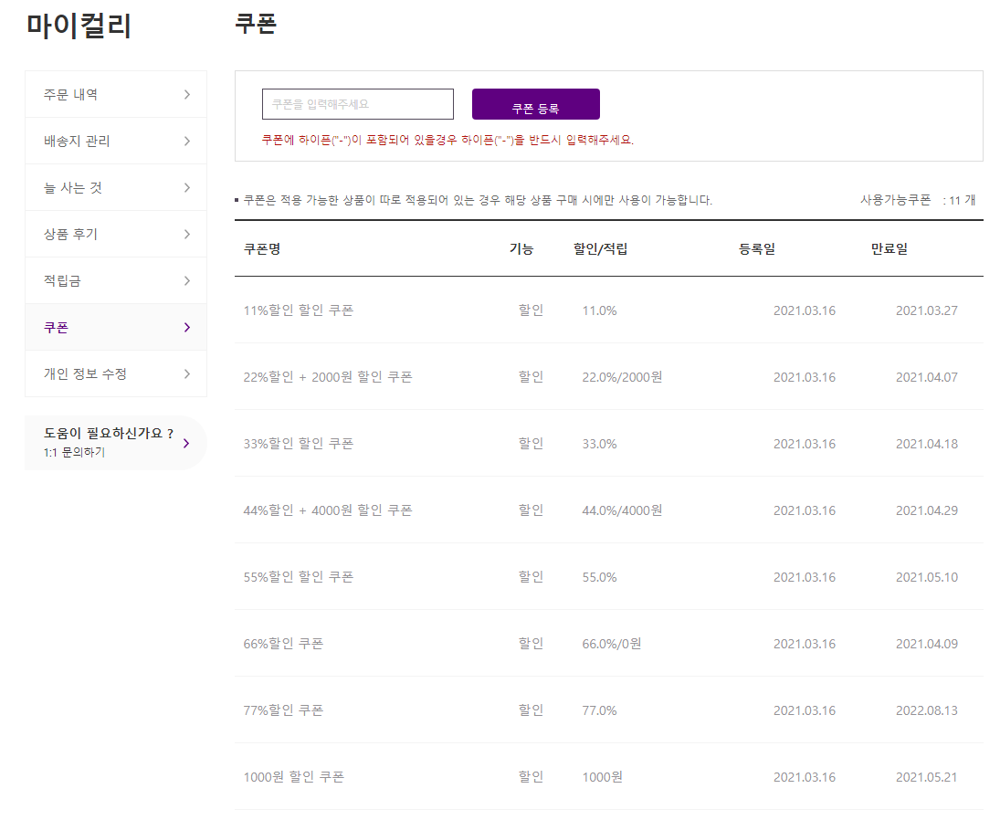 마이컬리
주문 내역
배송지 관리
늘 사는 것
상품 후기
적립금
쿠폰
개인 정보 수정
도움이 필요하신가요 ?
1:1 문의하기
쿠폰
쿠폰을 입력해주세요 쿠폰 등록
쿠폰에 하이픈("-")이 포함되어 있을경우 하이픈("-")을 반드시 입력해주세요.
쿠폰은 적용 가능한 상품이 따로 적용되어 있는 경우 해당 상품 구매 시에만 사용이 가능합니다. 사용가능쿠폰 : 11 개
쿠폰명 기능 할인/적립 등록일 만료일
11%할인 할인 쿠폰 할인 11.0% 2021.03.16 2021.03.27
22%할인 + 2000원 할인 쿠폰 할인 22.0%/2000원 2021.03.16 2021.04.07
33%할인 할인 쿠폰 할인 33.0% 2021.03.16 2021.04.18
44%할인 + 4000원 할인 쿠폰 할인 44.0%/4000원 2021.03.16 2021.04.29
55%할인 할인 쿠폰 할인 55.0% 2021.03.16 2021.05.10
66%할인 쿠폰 할인 66.0%/0원 2021.03.16 2021.04.09
77%할인 쿠폰 할인 77.0% 2021.03.16 2022.08.13
1000원 할인 쿠폰 할인 1000원 2021.03.16 2021.05.21